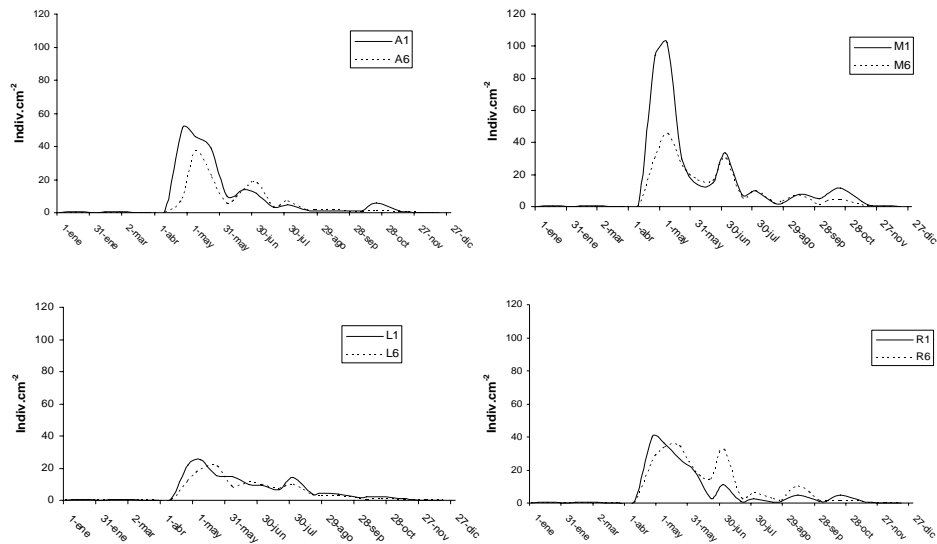 120
100
80
60
40
20
0
Indiv.cm-2
A1
A6
1-ene 31-ene 2-mar 1-abr 1-may 31-may 30-jun 30-jul 29-ago 28-sep 28-oct 27-nov 27-dic
120
100
80
60
40
20
0
Indiv.cm-2
M1
M6
1-ene 31-ene 2-mar 1-abr 1-may 31-may 30-jun 30-jul 29-ago 28-sep 28-oct 27-nov 27-dic
120
100
80
60
40
20
0
Indiv.cm-2
L1
L6
1-ene 31-ene 2-mar 1-abr 1-may 31-may 30-jun 30-jul 29-ago 28-sep 28-oct 27-nov 27-dic
120
100
80
60
40
20
0
Indiv.cm-2
R1
R6
1-ene 31-ene 2-mar 1-abr 1-may 31-may 30-jun 30-jul 29-ago 28-sep 28-oct 27-nov 27-dic